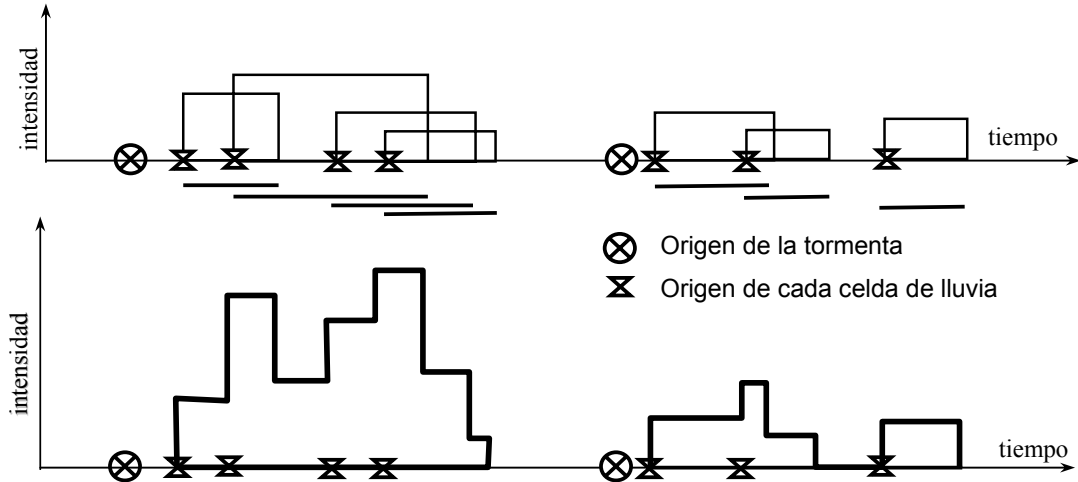 intensidad
tiempo
Origen de la tormenta
Origen de cada celda de lluvia
intensidad
tiempo